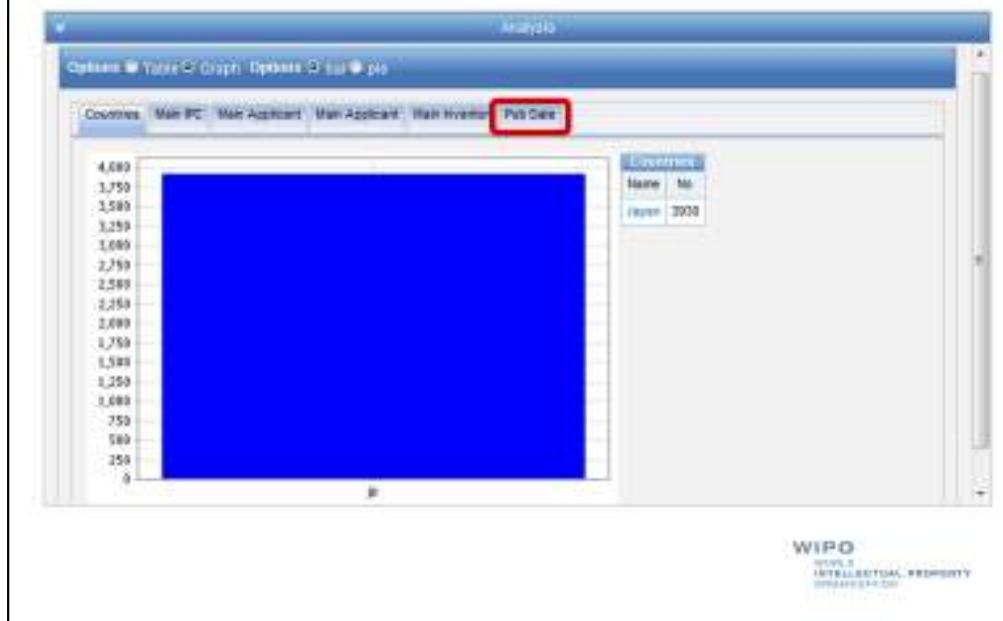 Analysis
Options Table Graph Options bar pie
Countries Main IPC Main Applicant Main Applicant Main Inventor Pub Date
4,000
3,750
3,500
3,250
3,000
2,750
2,500
2,250
2,000
1,750
1,500
1,250
1,000
750
500
250
0
JP
Countries
Name No
Japan 3930
WIPO
WORLD
INTELLECTUAL PROPERTY
ORGANIZATION